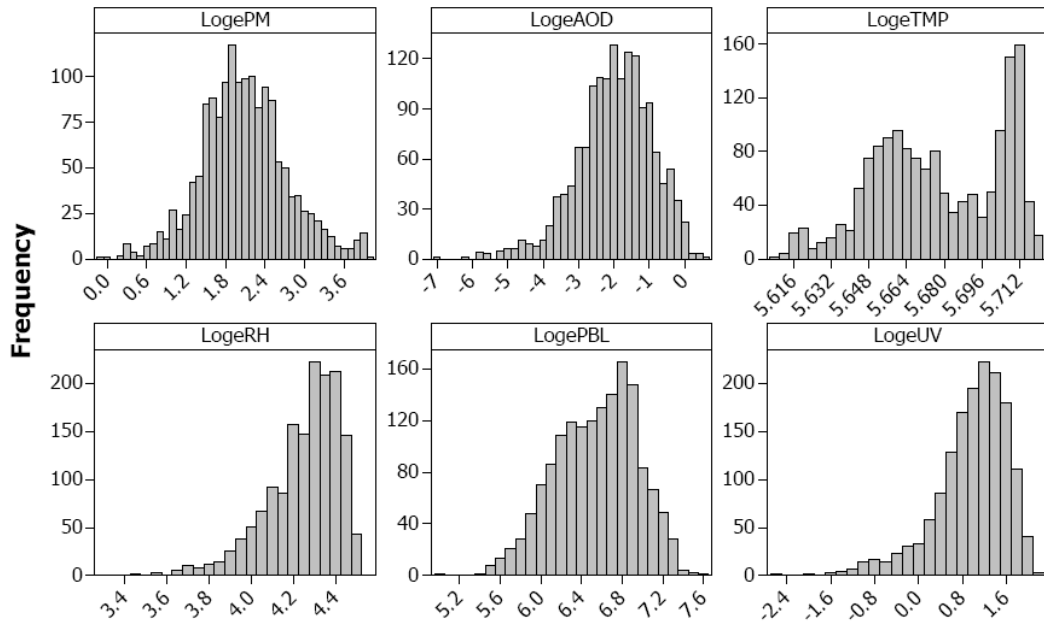 LogePM
LogeAOD
LogeTMP
100
75
50
25
0
0.0 0.6 1.2 1.8 2.4 3.0 3.6
120
90
60
30
0
-7 -6 -5 -4 -3 -2 -1 0
160
120
80
40
0
5.616 5.632 5.648 5.664 5.680 5.696 5.712
Frequency
LogeRH
LogePBL
LogeUV
200
150
100
50
0
3.4 3.6 3.8 4.0 4.2 4.4
160
120
80
40
0
5.2 5.6 6.0 6.4 6.8 7.2 7.6
200
150
100
50
0
-2.4 -1.6 -0.8 0.0 0.8 1.6